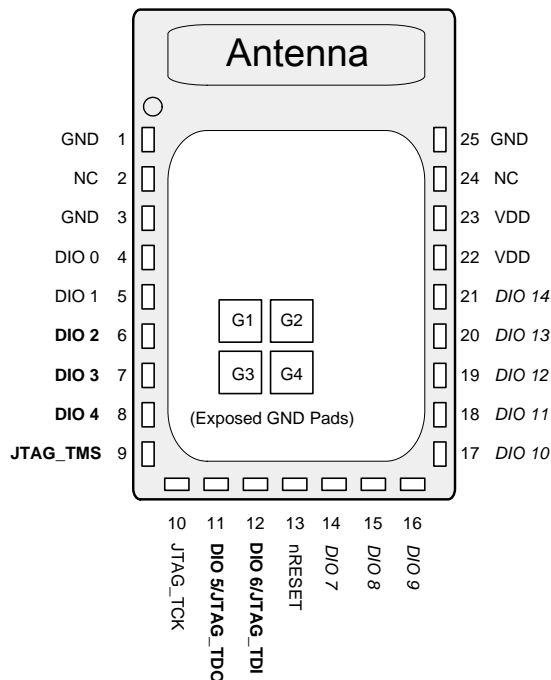 Antenna
GND 1
NC 2
GND 3
DIO 0 4
DIO 1 5
DIO 2 6
DIO 3 7
DIO 4 8
JTAG_TMS 9
25 GND
24 NC
23 VDD
22 VDD
21 DIO 14
20 DIO 13
19 DIO 12
18 DIO 11
17 DIO 10
G1 G2
G3 G4
(Exposed GND Pads)
10 11 12 13 14 15 16
JTAG_TCK
DIO 5/JTAG_TDO
DIO 6/JTAG_TDI
nRESET
DIO 7
DIO 8
DIO 9